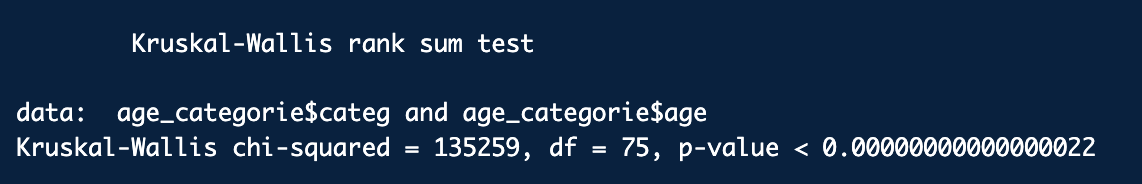 Kruskal-Wallis rank sum test
data:  age_categorie$categ and age_categorie$age
Kruskal-Wallis chi-squared = 135259, df = 75, p-value < 0.00000000000000022